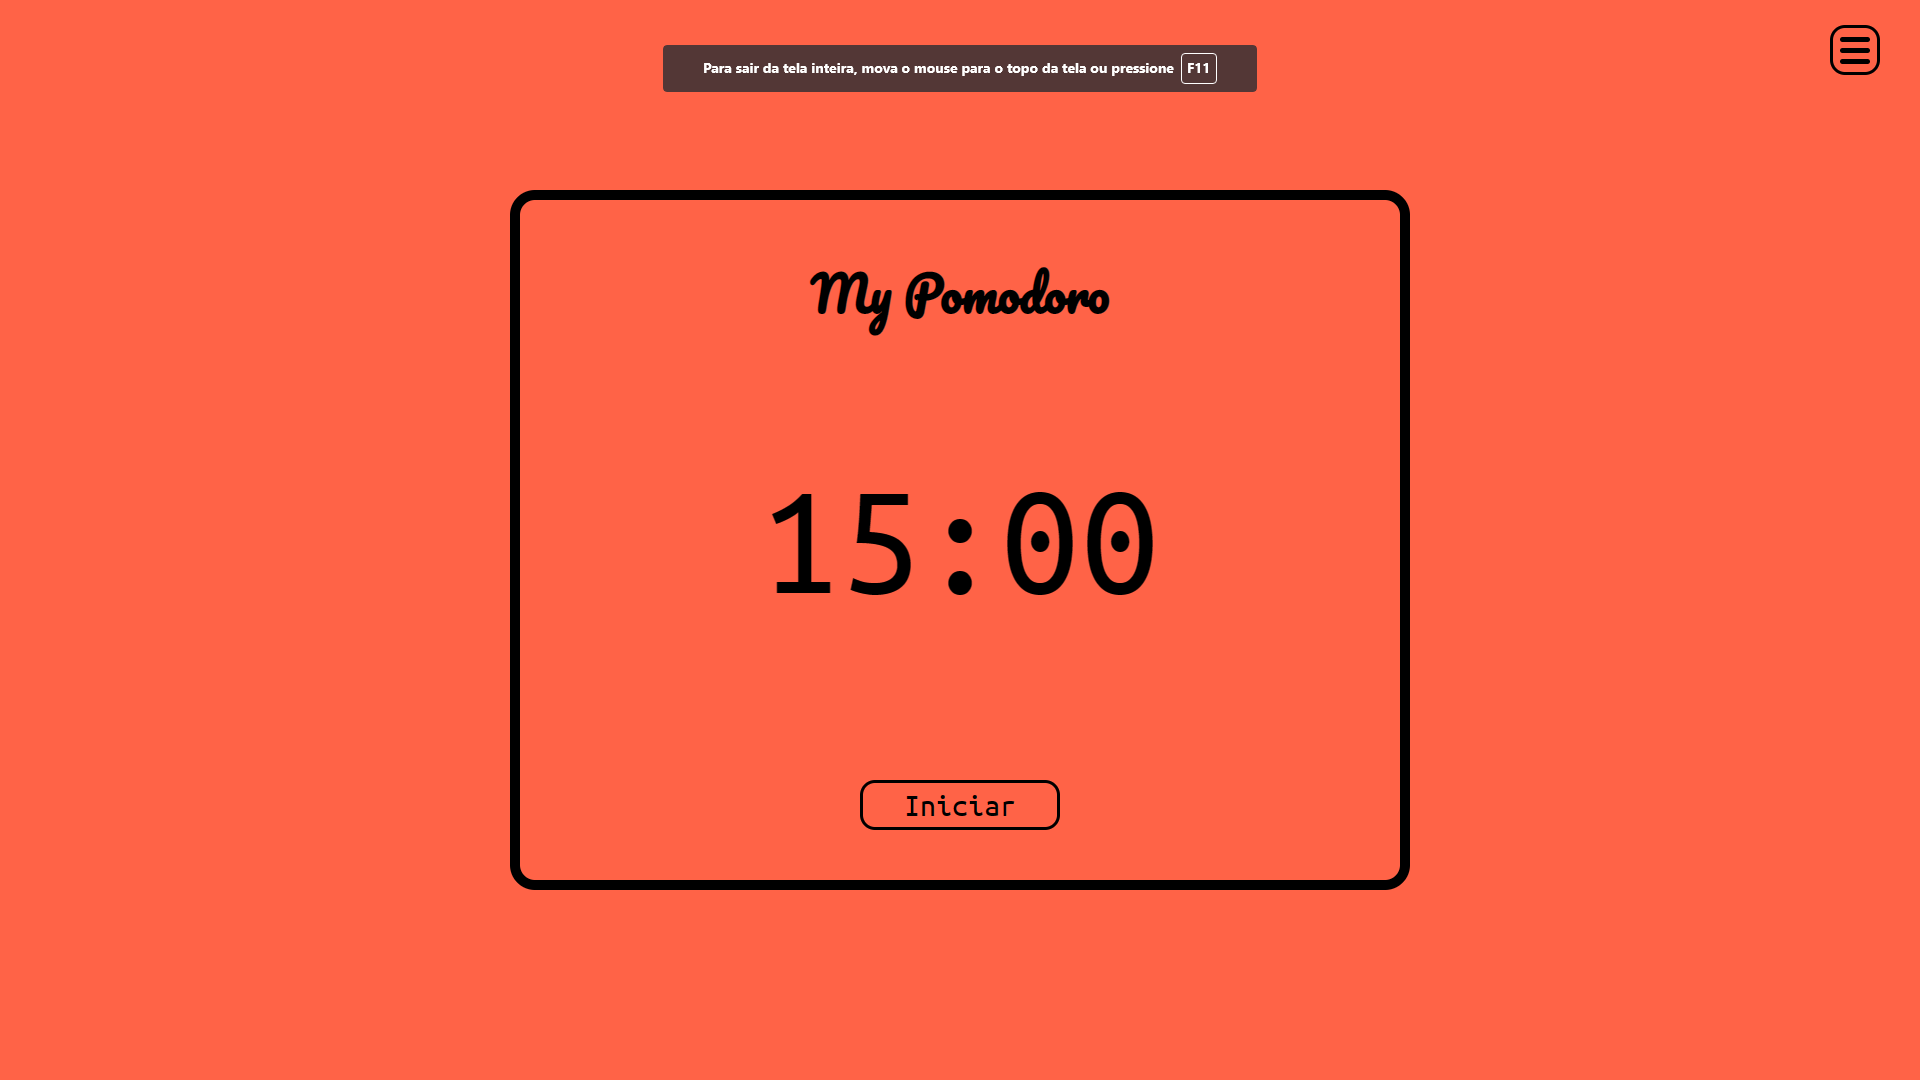 Para sair da tela inteira, mova o mouse para o topo da tela ou pressione F11
My Pomodoro
15:00
Iniciar